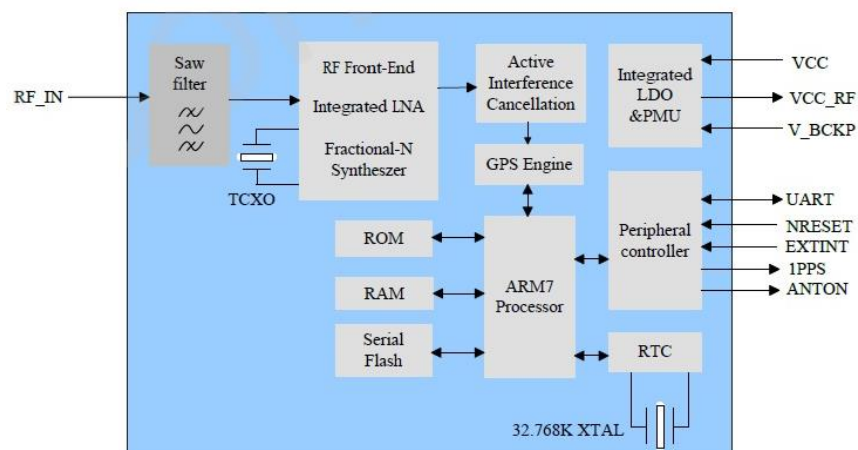 RF_IN
Saw
filter
RF Front-End
Integrated LNA
Fractional-N
Syntheszer
TCXO
Active
Interference
Cancellation
GPS Engine
Integrated
LDO
&PMU
VCC
VCC_RF
V_BCKP
ROM
RAM
Serial
Flash
ARM7
Processor
Peripheral
controller
UART
NRESET
EXTINT
1PPS
ANTON
RTC
32.768K XTAL